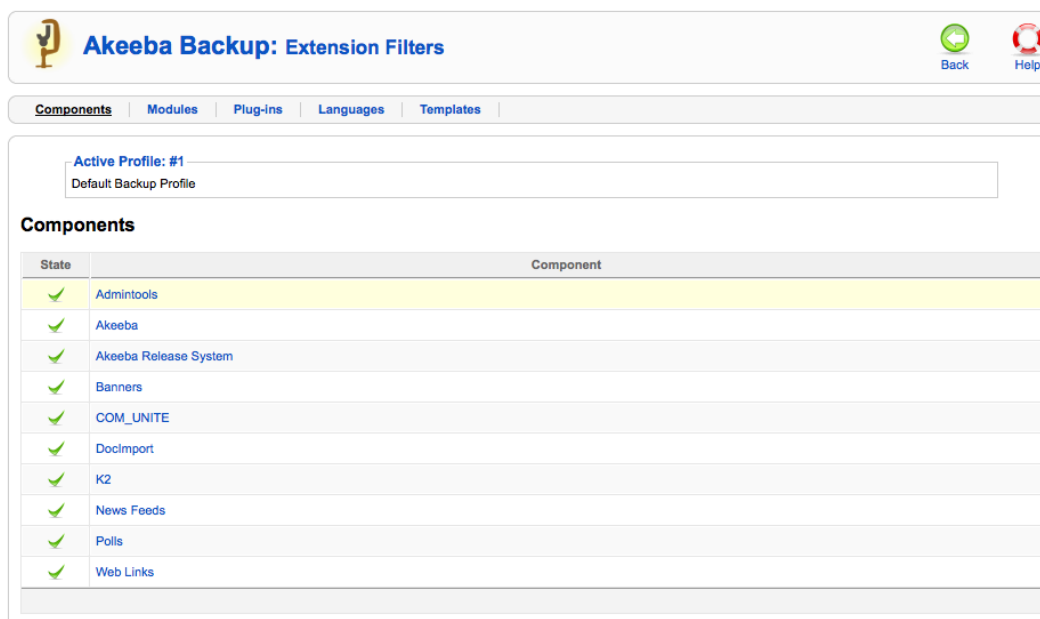 Akeeba Backup: Extension Filters
Back
Help
Components
Modules
Plug-ins
Languages
Templates
Active Profile: #1
Default Backup Profile
Components
State
Component
Admintools
Akeeba
Akeeba Release System
Banners
COM_UNITE
DocImport
K2
News Feeds
Polls
Web Links